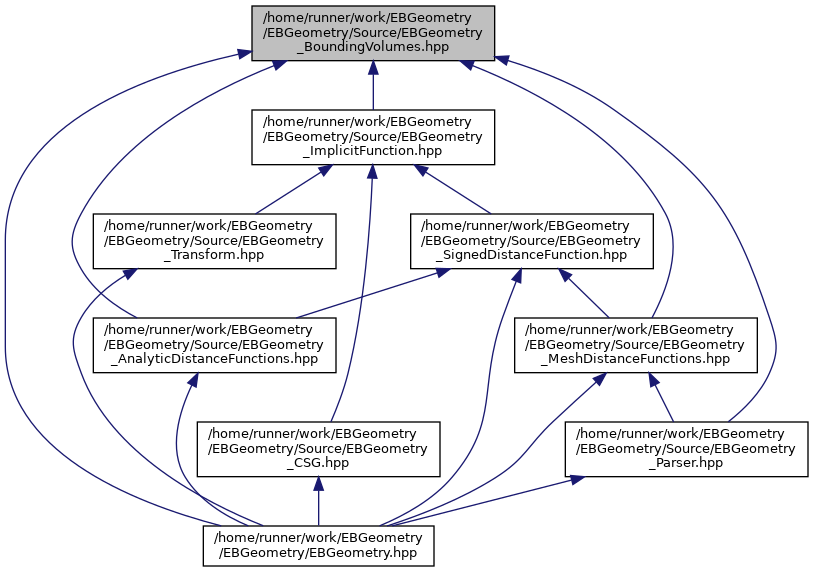 /home/runner/work/EBGeometry
/EBGeometry/Source/EBGeometry
_BoundingVolumes.hpp
/home/runner/work/EBGeometry
/EBGeometry/Source/EBGeometry
_ImplicitFunction.hpp
/home/runner/work/EBGeometry
/EBGeometry/Source/EBGeometry
_Transform.hpp
/home/runner/work/EBGeometry
/EBGeometry/Source/EBGeometry
_SignedDistanceFunction.hpp
/home/runner/work/EBGeometry
/EBGeometry/Source/EBGeometry
_AnalyticDistanceFunctions.hpp
/home/runner/work/EBGeometry
/EBGeometry/Source/EBGeometry
_MeshDistanceFunctions.hpp
/home/runner/work/EBGeometry
/EBGeometry/Source/EBGeometry
_CSG.hpp
/home/runner/work/EBGeometry
/EBGeometry/Source/EBGeometry
_Parser.hpp
/home/runner/work/EBGeometry
/EBGeometry/EBGeometry.hpp